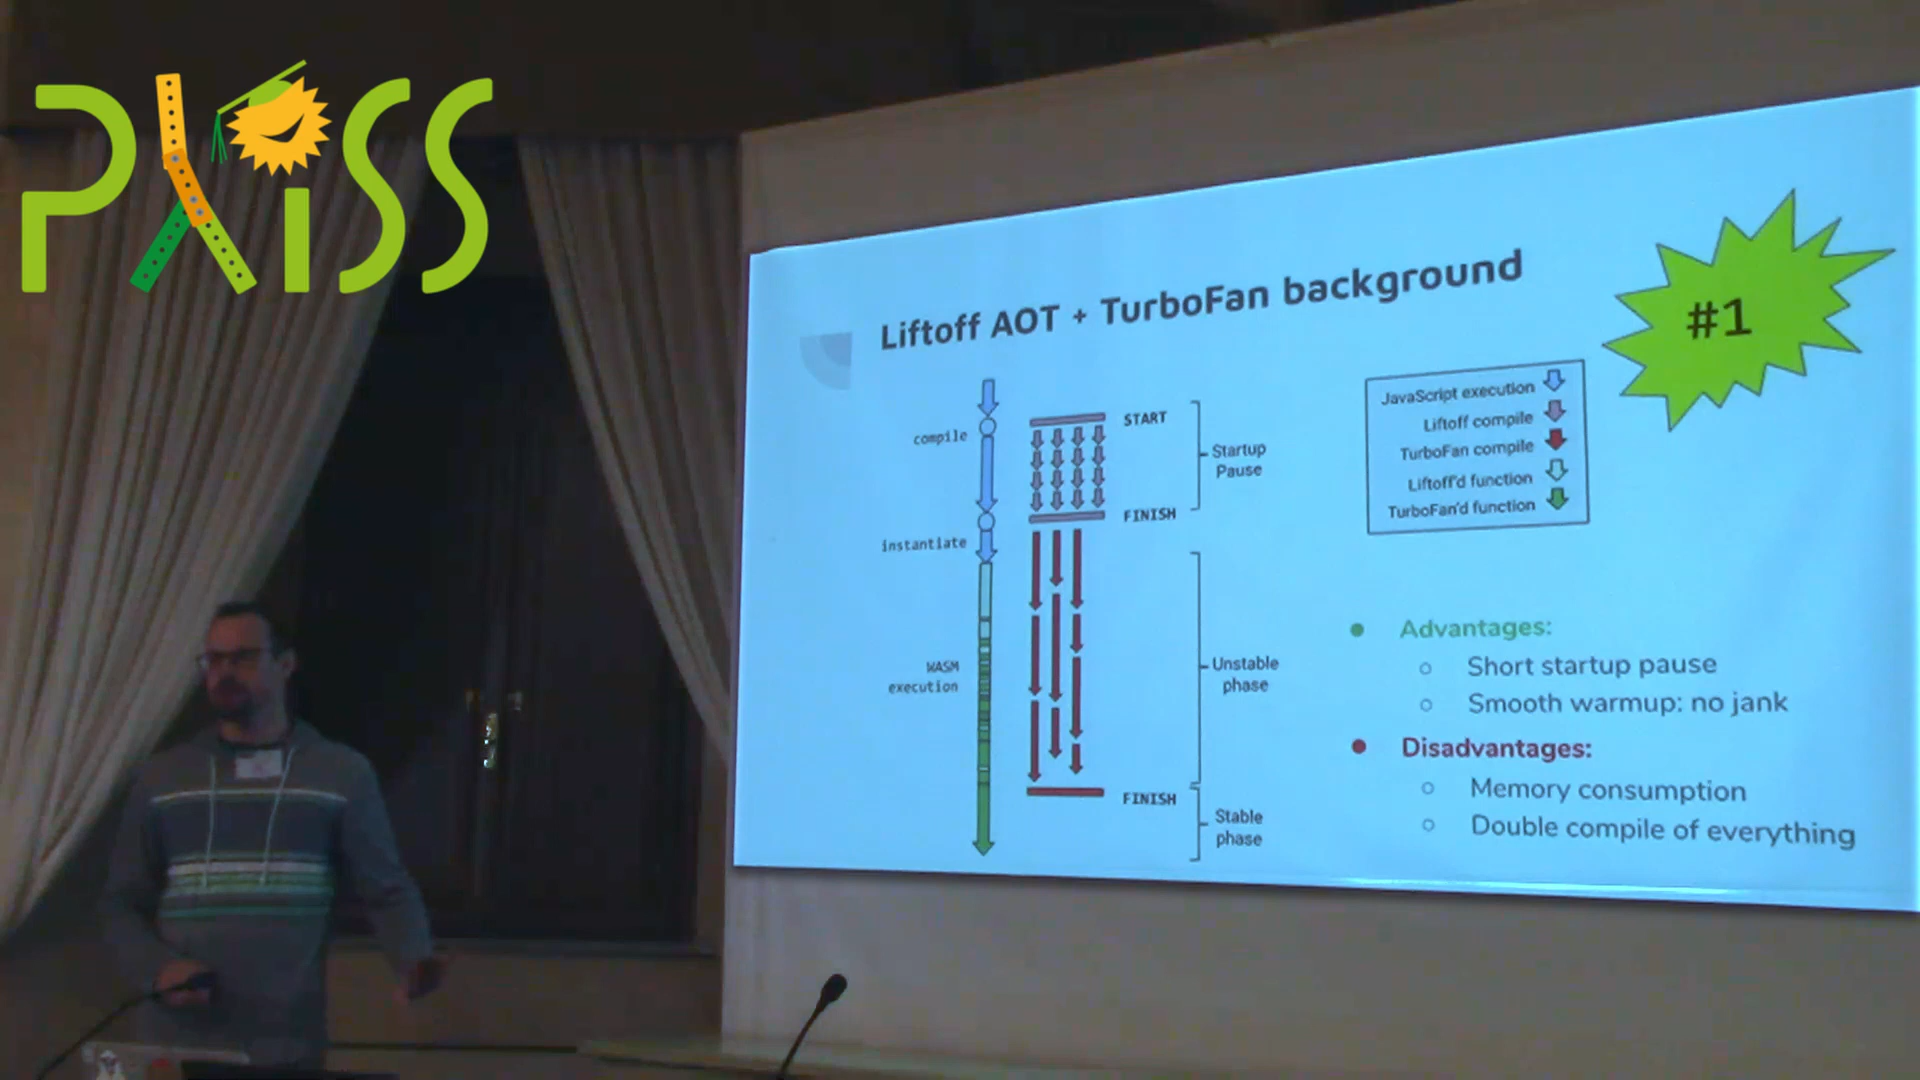 PLISS
Liftoff AOT + TurboFan background
#1
compile
instantiate
WASM
execution
START
FINISH
FINISH
Startup
Pause
Unstable
phase
Stable
phase
JavaScript execution
Liftoff compile
TurboFan compile
Liftoff'd function
TurboFan'd function
Advantages:
Short startup pause
Smooth warmup: no jank
Disadvantages:
Memory consumption
Double compile of everything